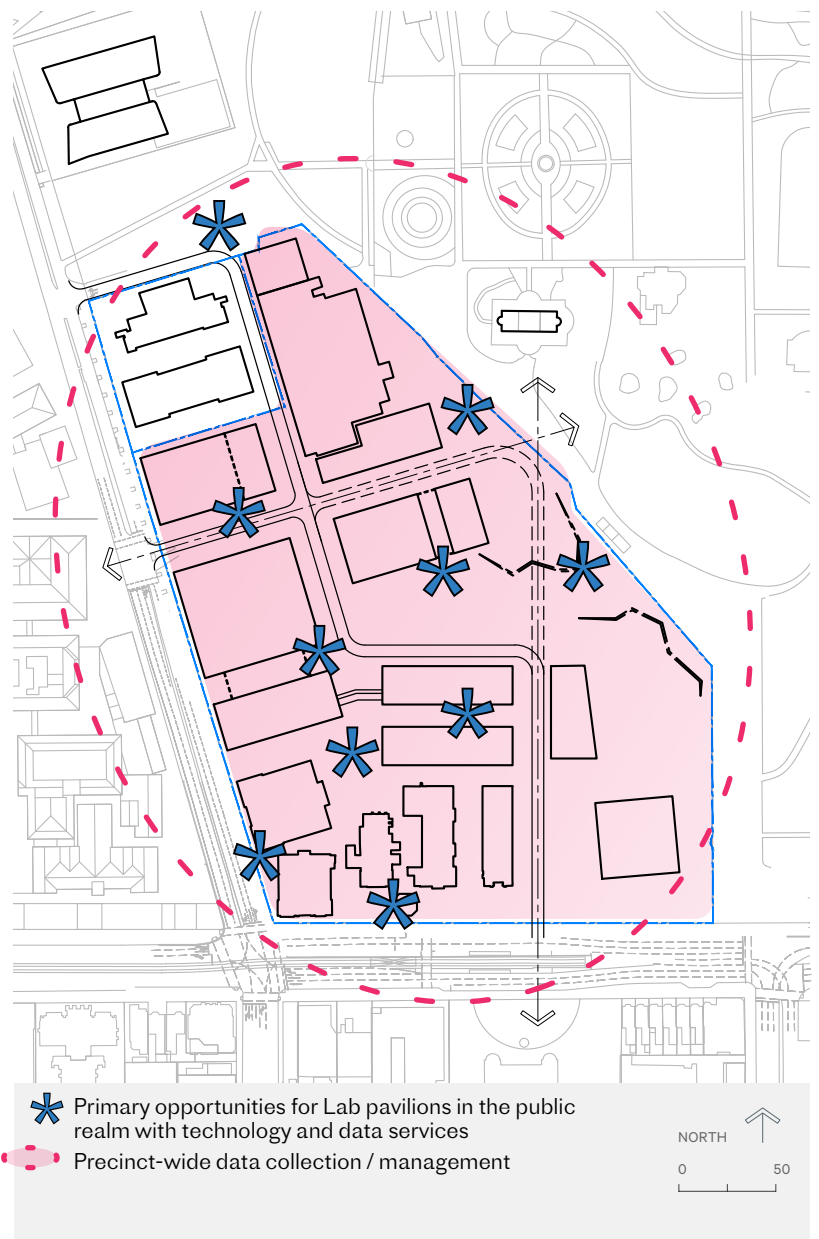 Primary opportunities for Lab pavilions in the public
realm with technology and data services
Precinct-wide data collection / management
NORTH
0 50